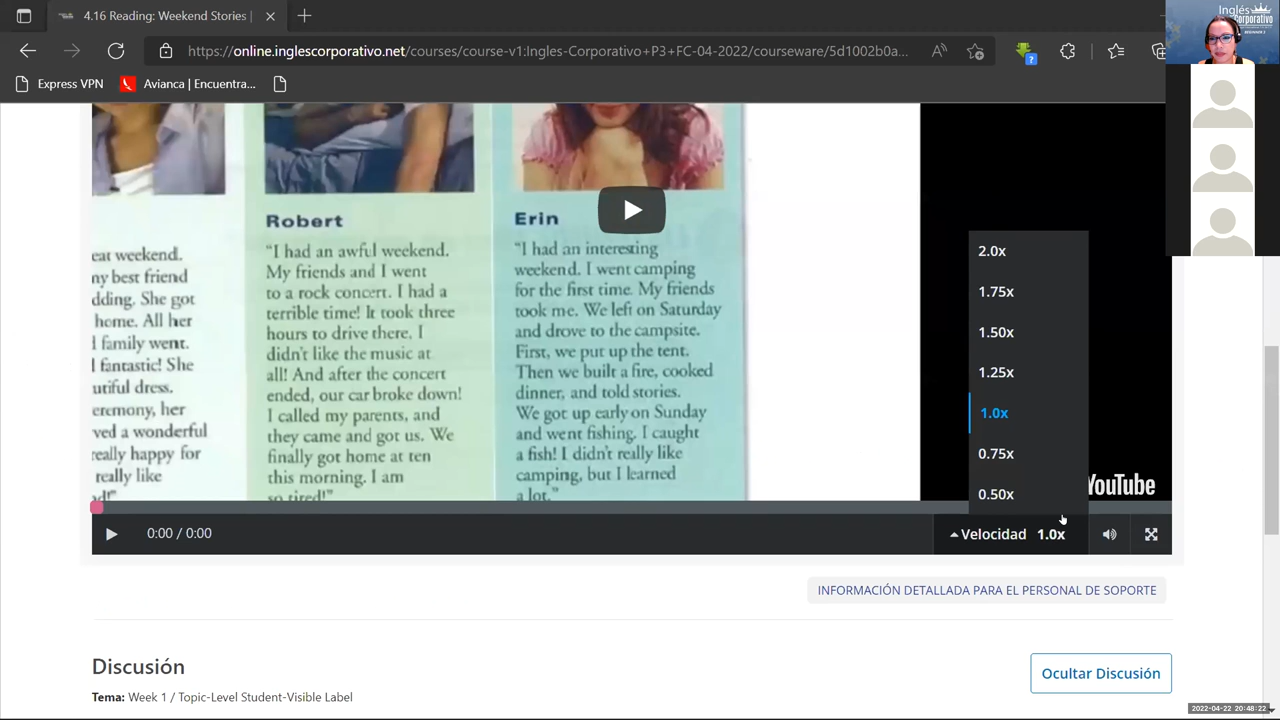 4.16 Reading: Weekend Stories |
https://online.inglescorporativo.net/courses/course-v1:Ingles-Corporativo+P3+FC-04-2022/courseware/5d1002b0a...
Express VPN
Avianca | Encuentra...
Inglés
Corporativo
BEGINNER 3
eat weekend.
ny best friend
dding. She got
home. All her
l family went.
l fantastic! She
utiful dress.
eremony, her
ved a wonderful
really happy for
really like
ed!"
Robert
"I had an awful weekend.
My friends and I went
to a rock concert. I had a
terrible time! It took three
hours to drive there. I
didn't like the music at
all! And after the concert
ended, our car broke down!
I called my parents, and
they came and got us. We
finally got home at ten
this morning. I am
so tired!"
Erin
"I had an interesting
weekend. I went camping
for the first time. My friends
took me. We left on Saturday
and drove to the campsite.
First, we put up the tent.
Then we built a fire, cooked
dinner, and told stories.
We got up early on Sunday
and went fishing. I caught
a fish! I didn't really like
camping, but I learned
a lot."
2.0x
1.75x
1.50x
1.25x
1.0x
0.75x
0.50x
YouTube
0:00 / 0:00
Velocidad 1.0x
INFORMACIÓN DETALLADA PARA EL PERSONAL DE SOPORTE
Discusión
Ocultar Discusión
Tema: Week 1 / Topic-Level Student-Visible Label
2022-04-22 20:48:22